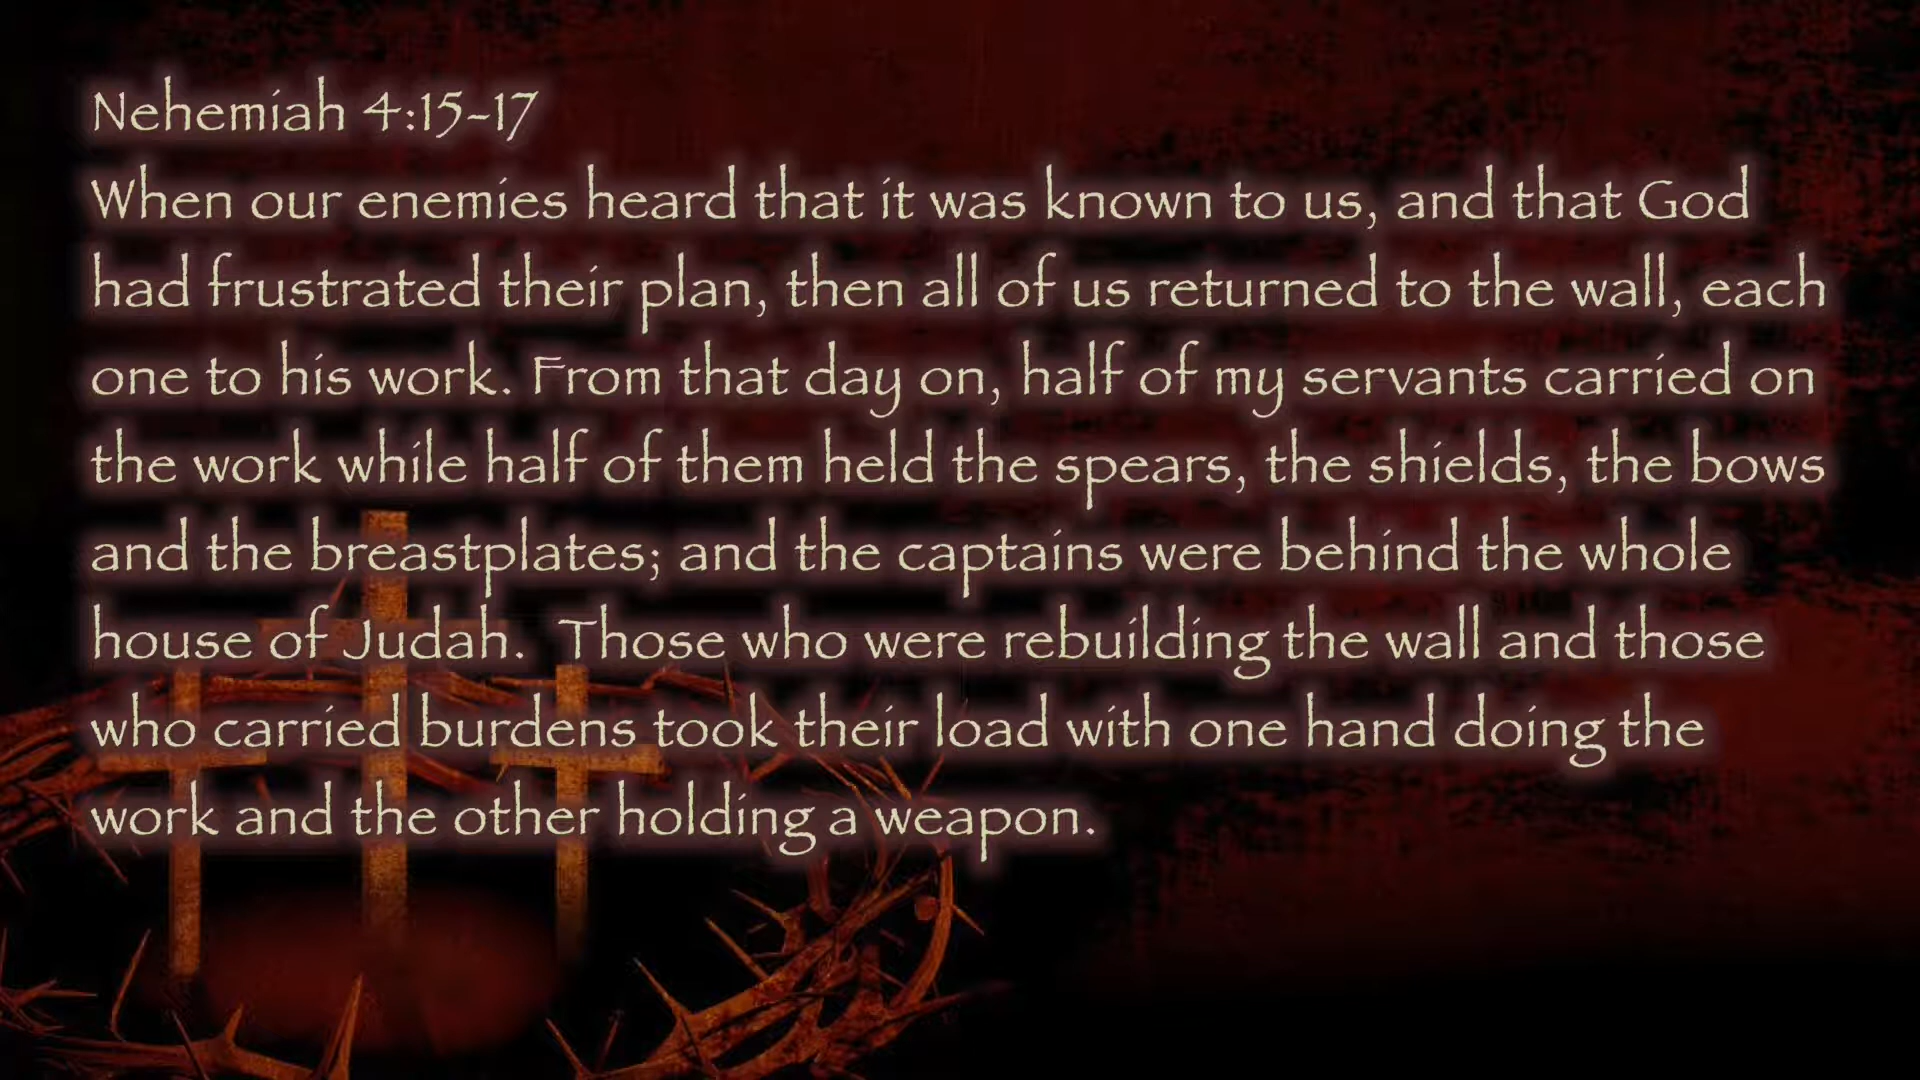 Nehemiah 4:15-17
When our enemies heard that it was known to us, and that God
had frustrated their plan, then all of us returned to the wall, each
one to his work. From that day on, half of my servants carried on
the work while half of them held the spears, the shields, the bows
and the breastplates; and the captains were behind the whole
house of Judah.  Those who were rebuilding the wall and those
who carried burdens took their load with one hand doing the
work and the other holding a weapon.